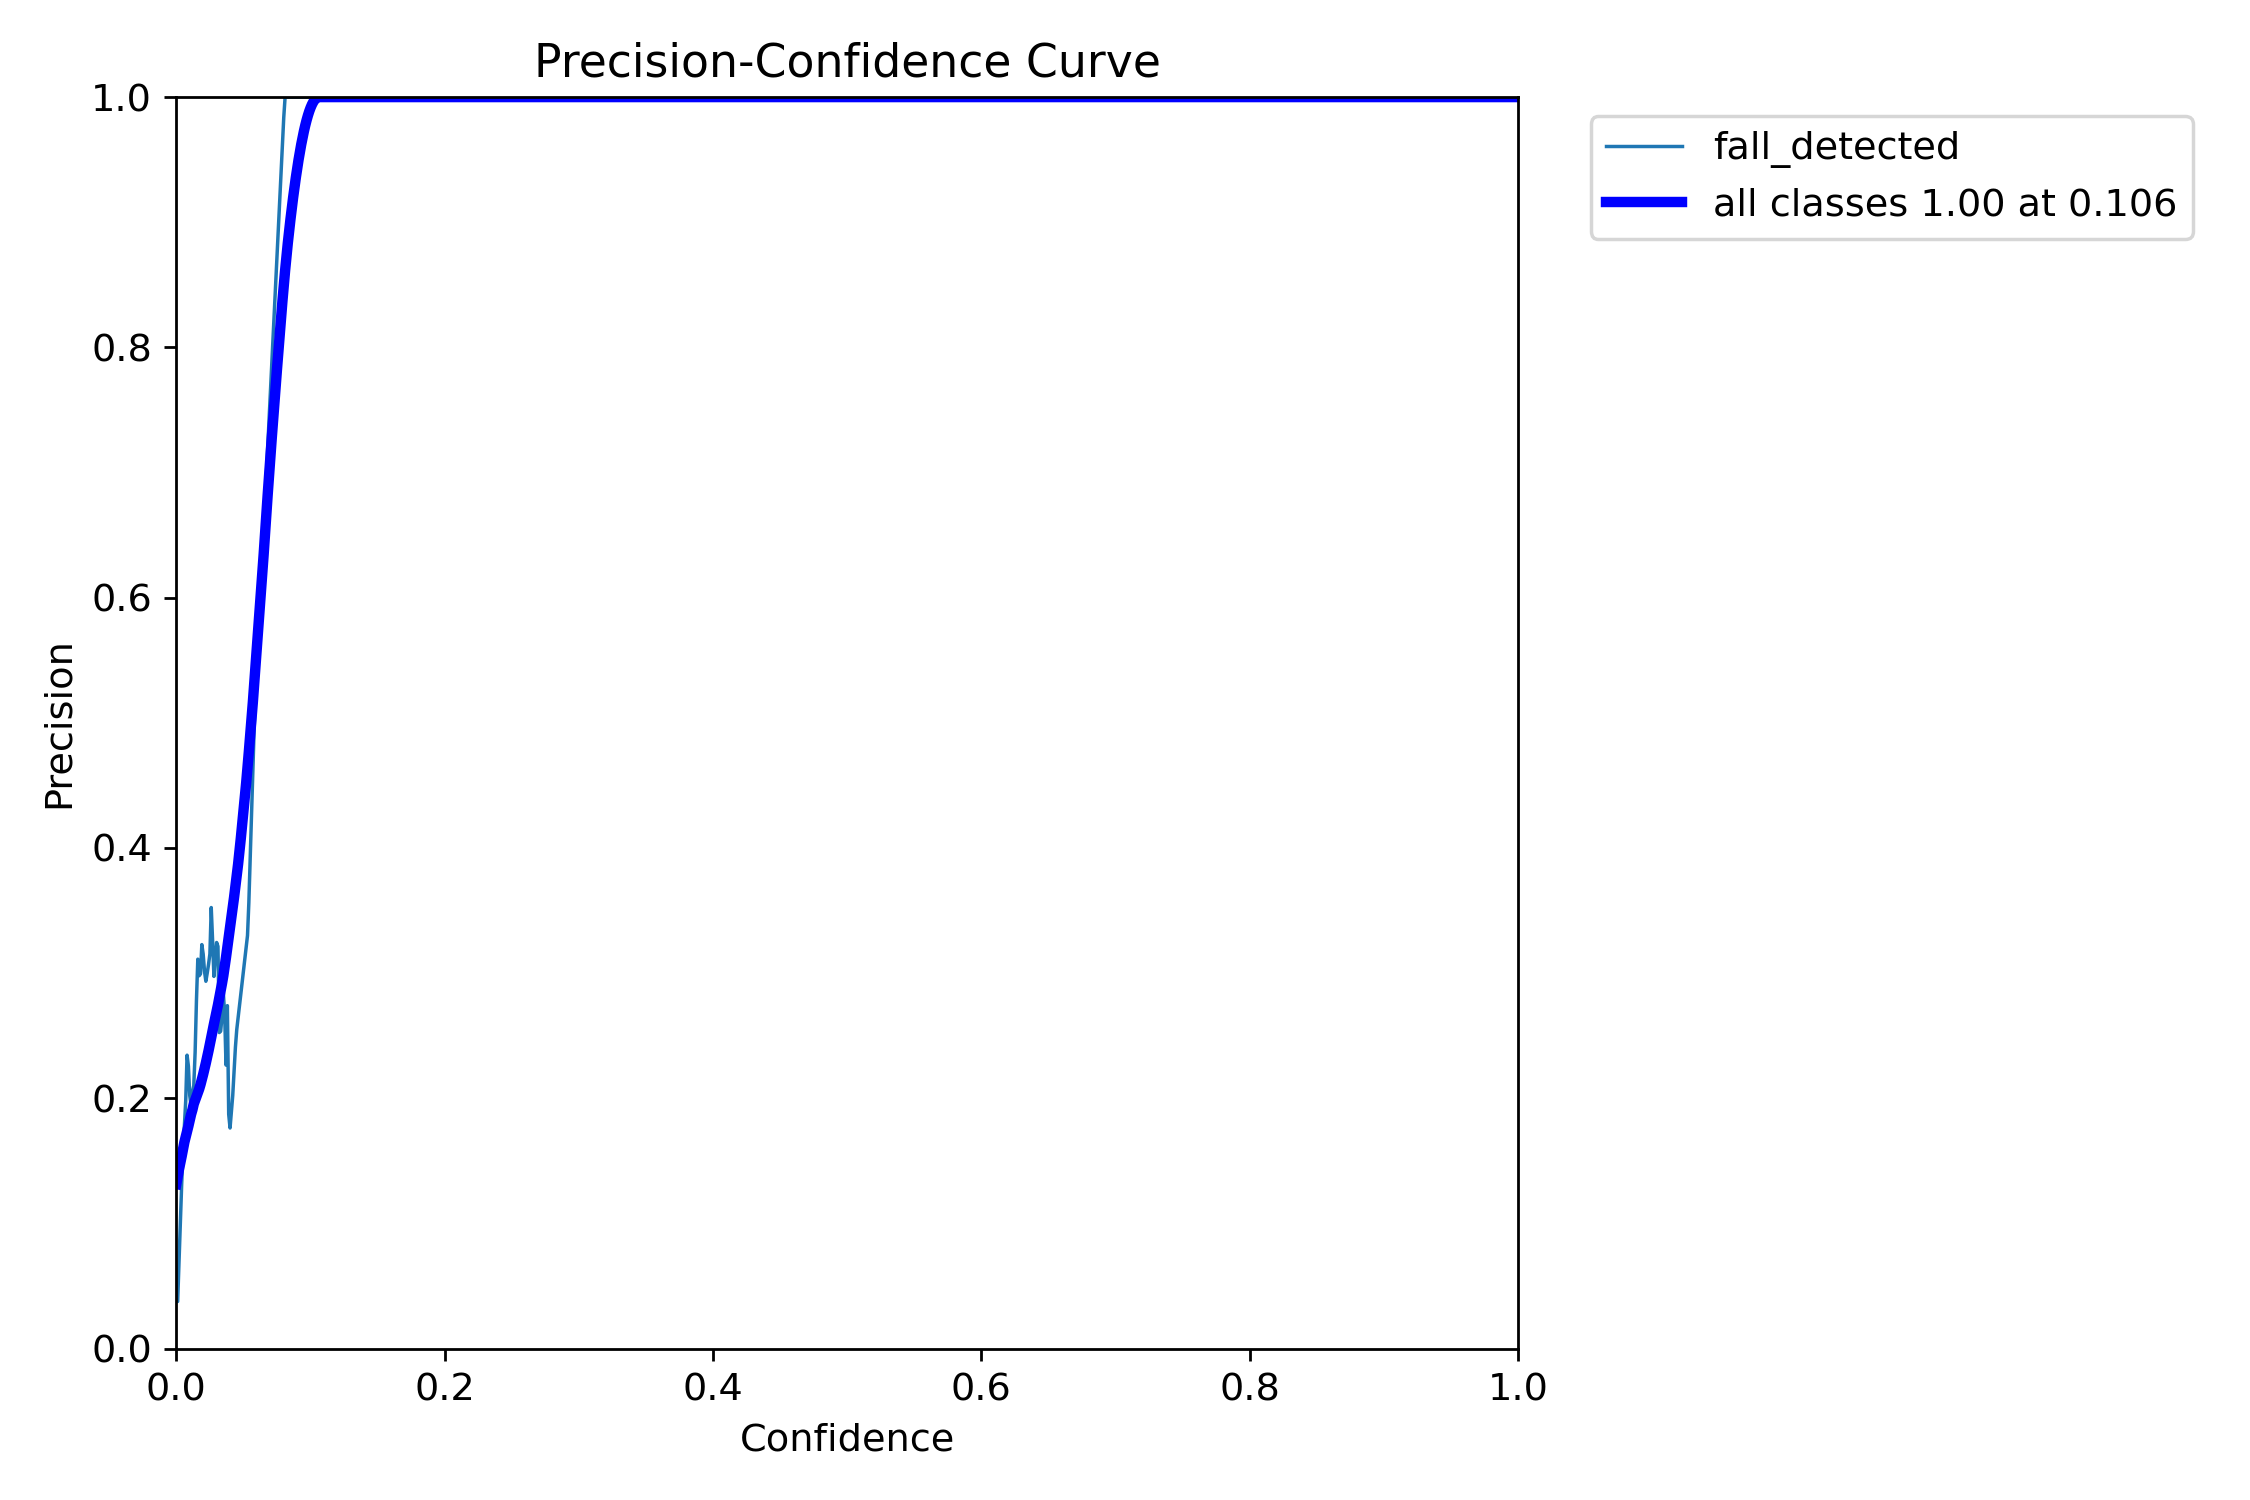 Precision-Confidence Curve
1.0
0.8
0.6
0.4
0.2
0.0
Precision
0.0 0.2 0.4 0.6 0.8 1.0
Confidence
fall_detected
all classes 1.00 at 0.106